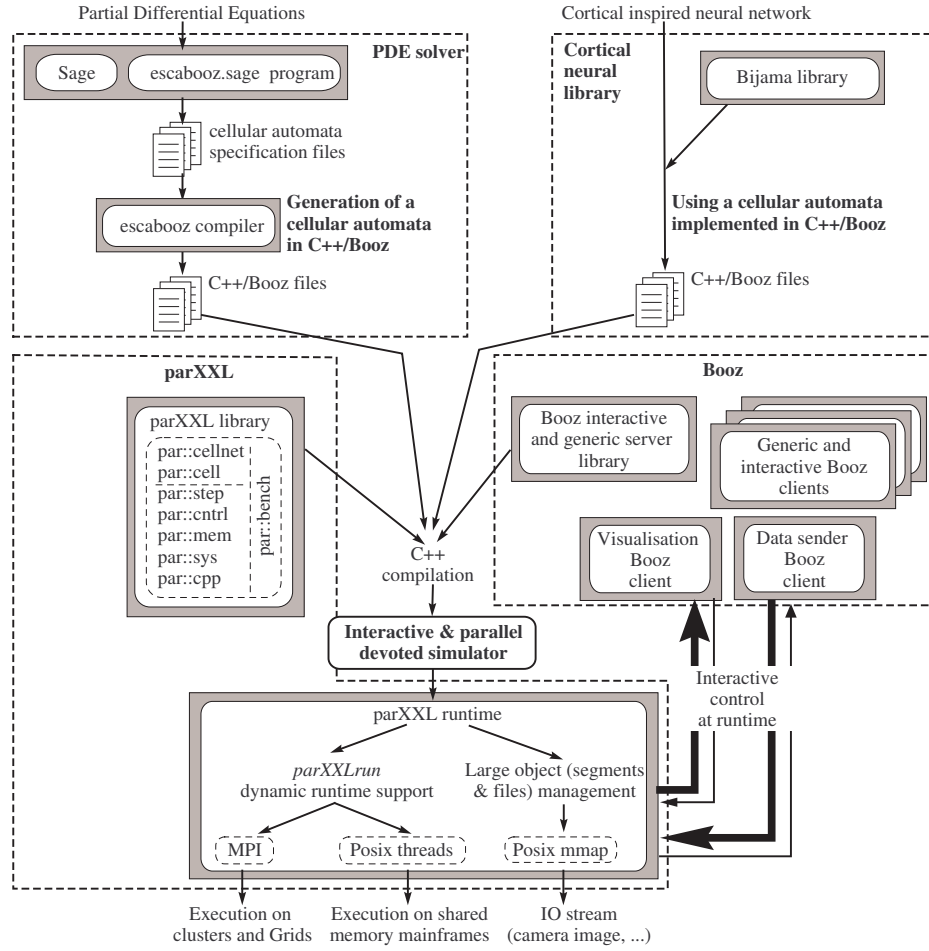 Partial Differential Equations
Cortical inspired neural network
PDE solver
Sage
escabooz.sage program
cellular automata
specification files
Generation of a
cellular automata
in C++/Booz
escabooz compiler
C++/Booz files
Cortical
neural
library
Bijama library
Using a cellular automata
implemented in C++/Booz
C++/Booz files
parXXL
parXXL library
par::cellnet
par::cell
par::step
par::cntrl
par::mem
par::sys
par::cpp
par::bench
Booz
Booz interactive
and generic server
library
Generic and
interactive Booz
clients
Visualisation
Booz
client
Data sender
Booz
client
C++
compilation
Interactive & parallel
devoted simulator
Interactive
control
at runtime
parXXL runtime
parXXLrun
dynamic runtime support
Large object (segments
& files) management
MPI
Posix threads
Posix mmap
Execution on
clusters and Grids
Execution on shared
memory mainframes
IO stream
(camera image, ...)